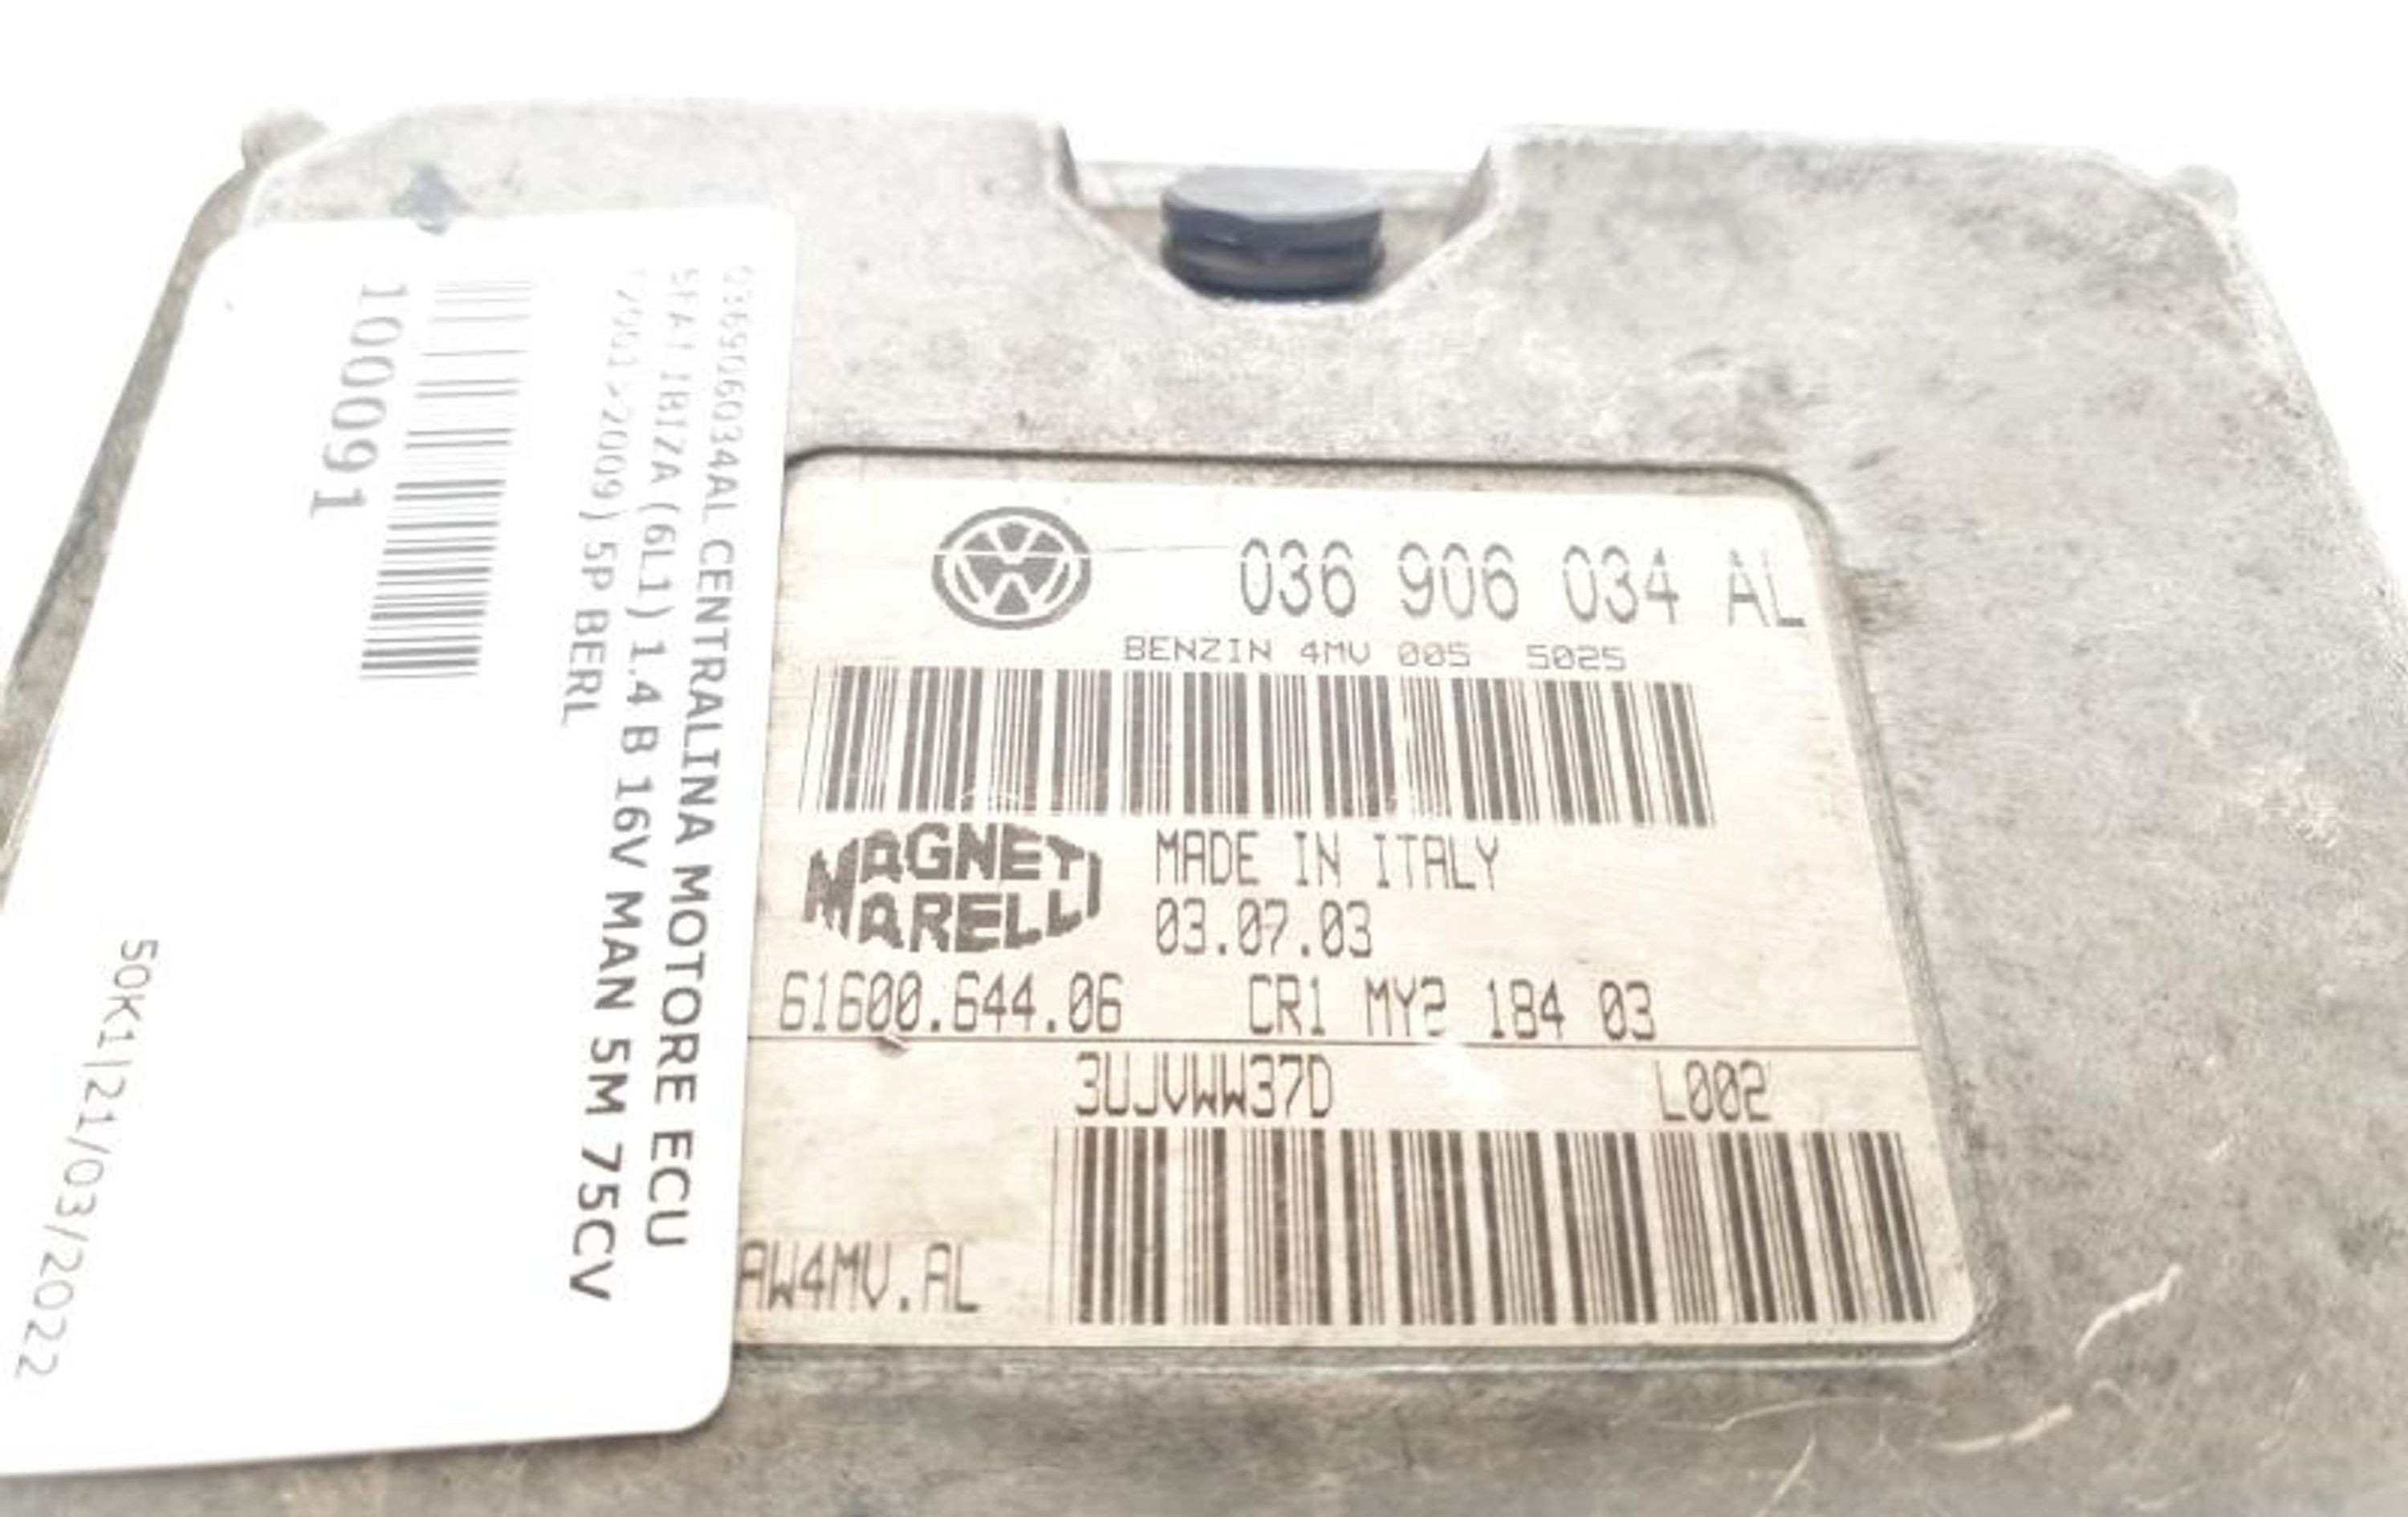 036906034AL CENTRALINA MOTORE ECU
SEAT IBIZA (6L1) 1.4 B 16V MAN 5M 75CV
2009) 5P BERL
100091
50K1|21/03/2022
036 906 034 AL
BENZIN 4MV 005 5025
MAGNETI
MARELLI
MADE IN ITALY
03.07.03
61600.644.06 CR1 MY2 184 03
3UJVWW37D L002
AW4MV.AL